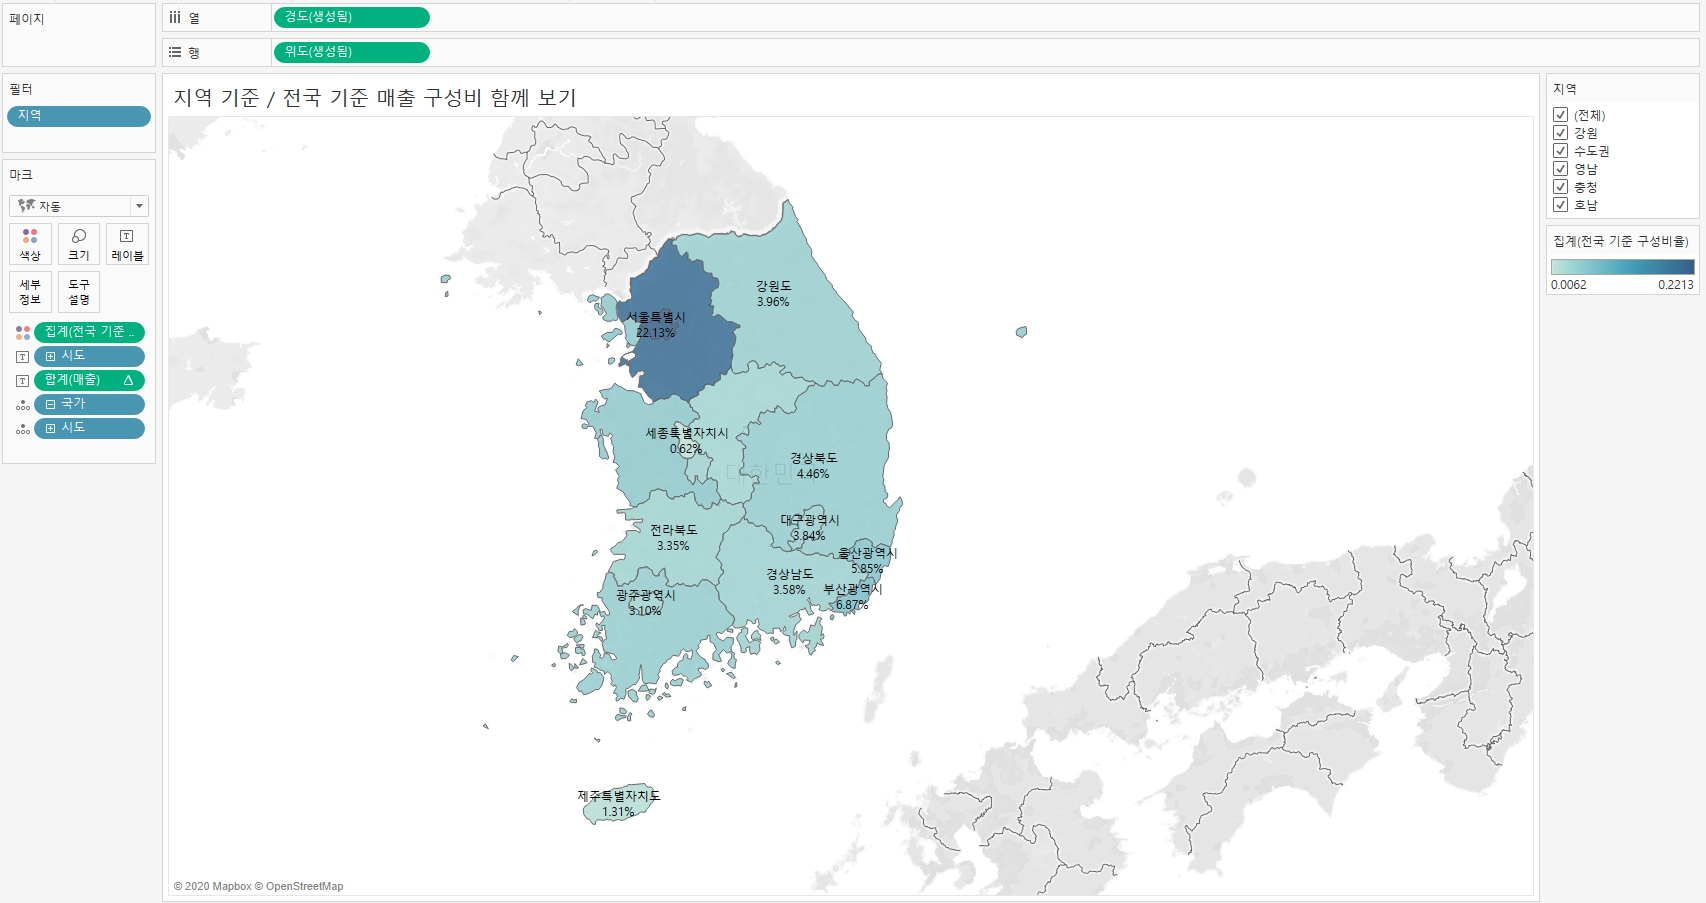 페이지
열
경도(생성됨)
행
위도(생성됨)
필터
지역
마크
자동
색상
크기
레이블
세부
정보
도구
설명
집계(전국 기준 ..
시도
합계(매출)
국가
시도
지역 기준 / 전국 기준 매출 구성비 함께 보기
강원도
3.96%
서울특별시
22.13%
세종특별자치시
0.62%
경상북도
4.46%
대한민
대구광역시
3.84%
전라북도
3.35%
울산광역시
5.85%
경상남도
3.58%
부산광역시
6.87%
광주광역시
3.10%
제주특별자치도
1.31%
© 2020 Mapbox © OpenStreetMap
지역
(전체)
강원
수도권
영남
충청
호남
집계(전국 기준 구성비율)
0.0062 0.2213